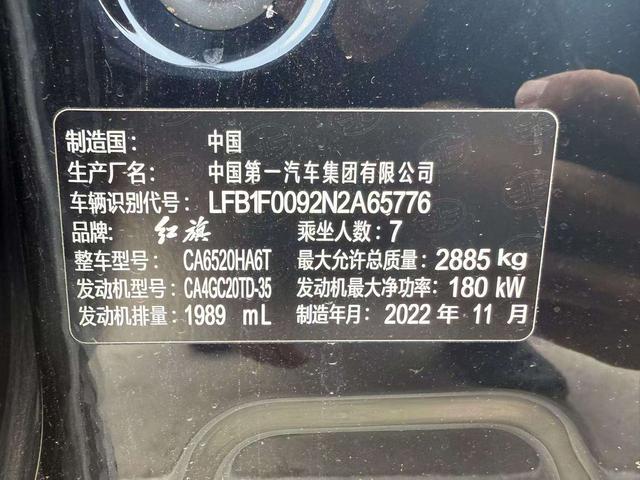 制造国： 中国
生产厂名： 中国第一汽车集团有限公司
车辆识别代号： LFB1F0092N2A65776
品牌： 红旗 乘坐人数：7
整车型号： CA6520HA6T 最大允许总质量：2885 kg
发动机型号： CA4GC20TD-35 发动机最大净功率：180 kW
发动机排量： 1989 mL 制造年月：2022 年 11 月